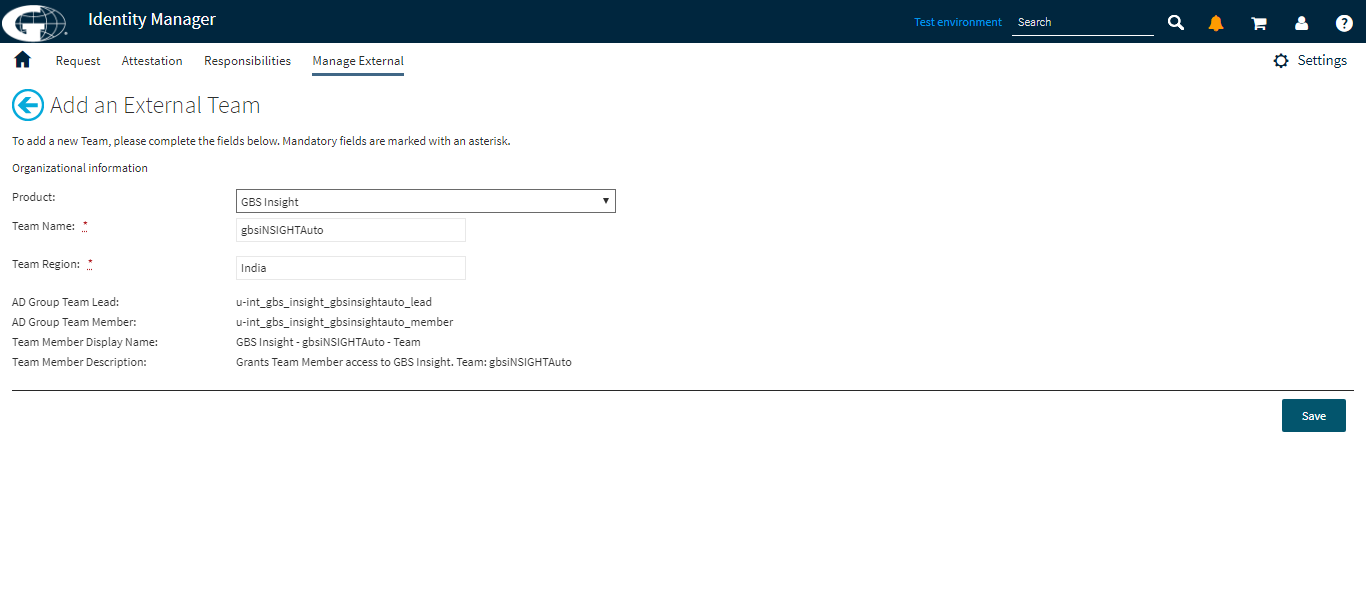 Identity Manager
Test environment
Search
Request Attestation Responsibilities Manage External
Settings
Add an External Team
To add a new Team, please complete the fields below. Mandatory fields are marked with an asterisk.
Organizational information
Product: GBS Insight
Team Name: * gbsiNSIGHTAuto
Team Region: * India
AD Group Team Lead: u-int_gbs_insight_gbsinsightauto_lead
AD Group Team Member: u-int_gbs_insight_gbsinsightauto_member
Team Member Display Name: GBS Insight - gbsiNSIGHTAuto - Team
Team Member Description: Grants Team Member access to GBS Insight. Team: gbsiNSIGHTAuto
Save